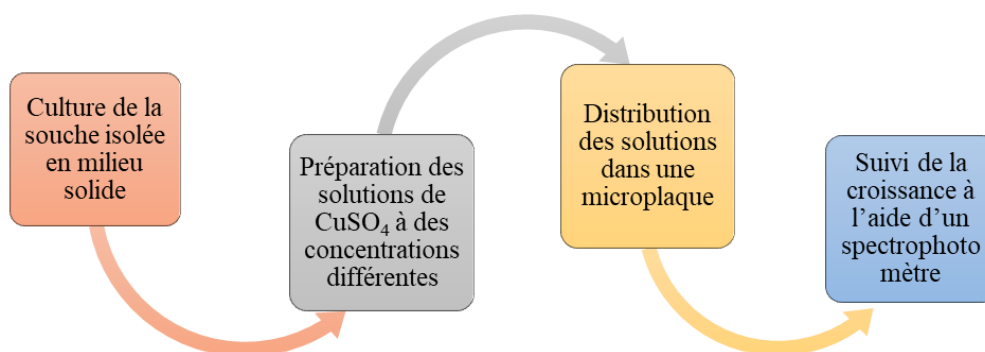 Culture de la
souche isolée
en milieu
solide
Préparation des
solutions de
CuSO₄ à des
concentrations
différentes
Distribution
des solutions
dans une
microplaque
Suivi de la
croissance à
l’aide d’un
spectrophoto
mètre